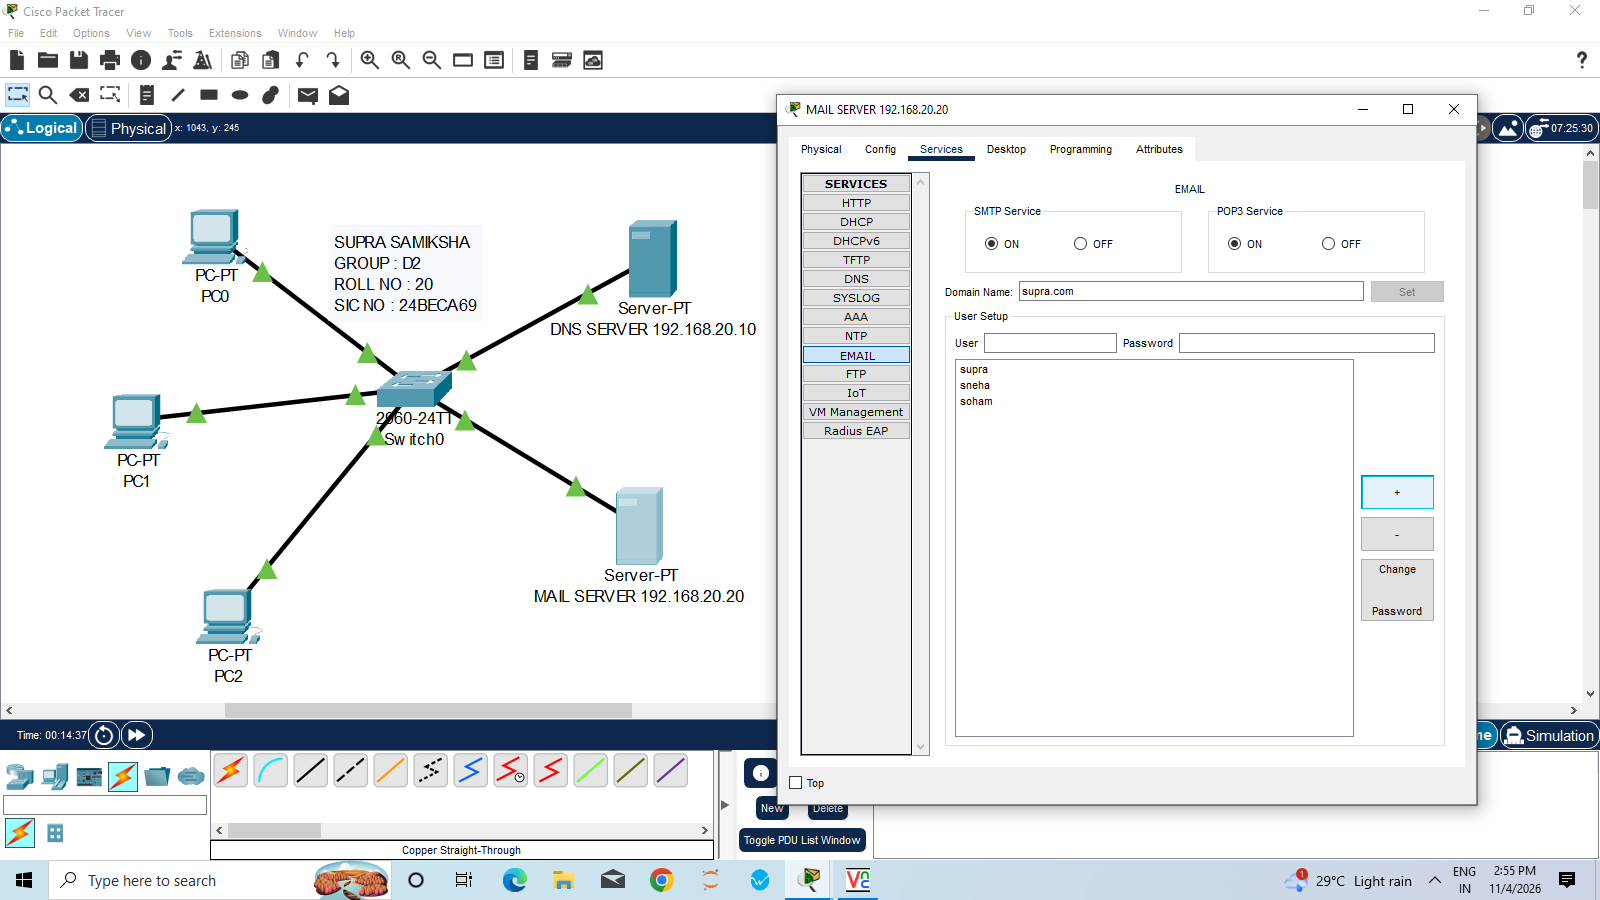 Cisco Packet Tracer
File Edit Options View Tools Extensions Window Help
Logical Physical x: 1043, y: 245
07:25:30
PC-PT
PC0
SUPRA SAMIKSHA
GROUP : D2
ROLL NO : 20
SIC NO : 24BECA69
Server-PT
DNS SERVER 192.168.20.10
2960-24TT
Switch0
PC-PT
PC1
Server-PT
MAIL SERVER 192.168.20.20
PC-PT
PC2
MAIL SERVER 192.168.20.20
Physical Config Services Desktop Programming Attributes
SERVICES
HTTP
DHCP
DHCPv6
TFTP
DNS
SYSLOG
AAA
NTP
EMAIL
FTP
IoT
VM Management
Radius EAP
EMAIL
SMTP Service
ON OFF
POP3 Service
ON OFF
Domain Name: supra.com Set
User Setup
User Password
supra
sneha
soham
+
-
Change
Password
Top
Time: 00:14:37
me Simulation
New Delete
Toggle PDU List Window
Copper Straight-Through
Type here to search
1 29°C Light rain
ENG
IN
2:55 PM
11/4/2026